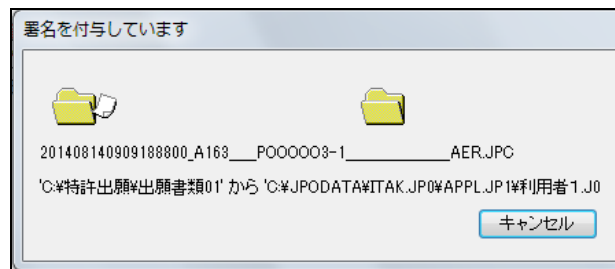 署名を付与しています
201408140909188800_A163___POOOOO3-1____________AER.JPC
'C:¥特許出願¥出願書類01' から 'C:¥JPODATA¥ITAK.JP0¥APPL.JP1¥利用者1.J0
キャンセル